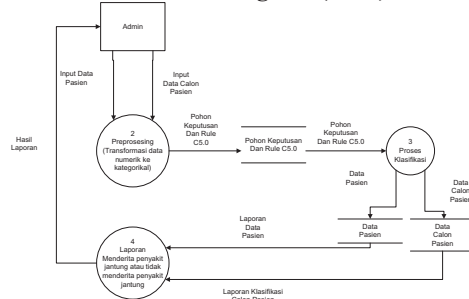 Admin
Input Data
Pasien
Input
Data Calon
Pasien
Hasil
Laporan
2
Preprosesing
(Transformasi data
numerik ke
kategorikal)
Pohon
Keputusan
Dan Rule
C5.0
Pohon Keputusan
Dan Rule C5.0
Pohon
Keputusan
Dan Rule
C5.0
3
Proses
Klasifikasi
Data
Pasien
Data
Calon
Pasien
Data
Pasien
Data
Calon
Pasien
Laporan
Data
Pasien
4
Laporan
Menderita penyakit
jantung atau tidak
menderita penyakit
jantung
Laporan Klasifikasi
Calon Pasien